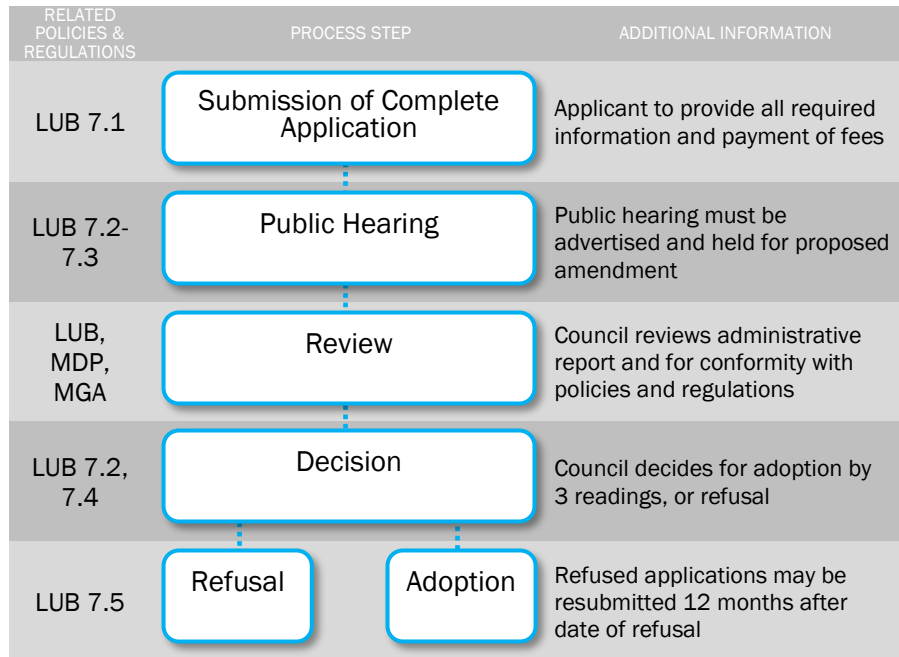 RELATED
POLICIES &
REGULATIONS
PROCESS STEP
ADDITIONAL INFORMATION
LUB 7.1
Submission of Complete
Application
Applicant to provide all required
information and payment of fees
LUB 7.2-
7.3
Public Hearing
Public hearing must be
advertised and held for proposed
amendment
LUB,
MDP,
MGA
Review
Council reviews administrative
report and for conformity with
policies and regulations
LUB 7.2,
7.4
Decision
Council decides for adoption by
3 readings, or refusal
LUB 7.5
Refusal
Adoption
Refused applications may be
resubmitted 12 months after
date of refusal